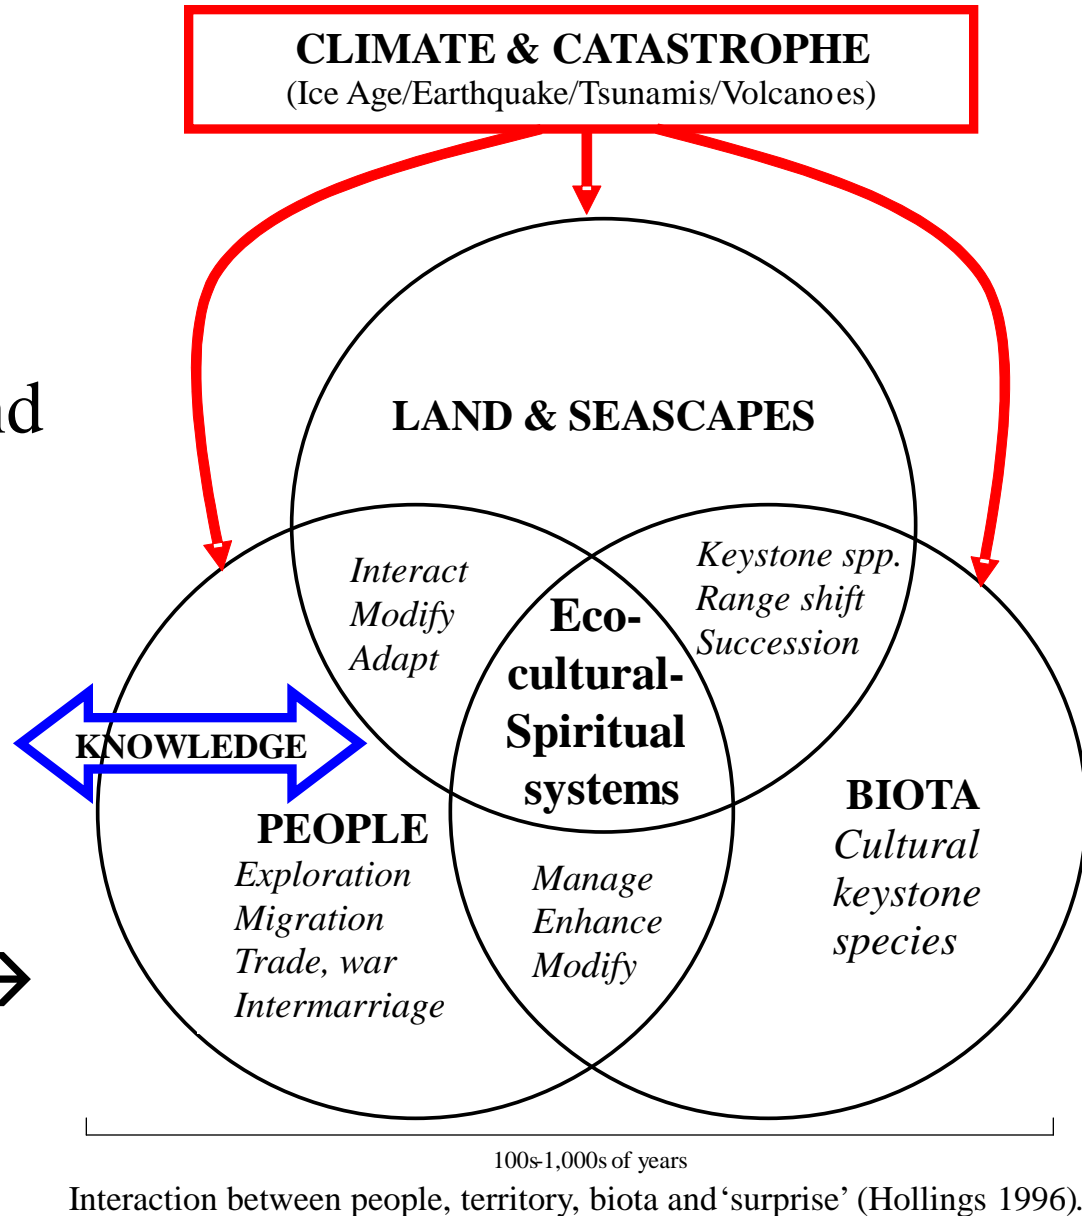 CLIMATE & CATASTROPHE
(Ice Age/Earthquake/Tsunamis/Volcanoes)
nd
LAND & SEASCAPES
Interact
Modify
Adapt
Keystone spp.
Range shift
Succession
Eco-
cultural-
Spiritual
systems
KNOWLEDGE
PEOPLE
Exploration
Migration
Trade, war
Intermarriage
Manage
Enhance
Modify
BIOTA
Cultural
keystone
species
100s-1,000s of years
Interaction between people, territory, biota and ‘surprise’ (Hollings 1996).